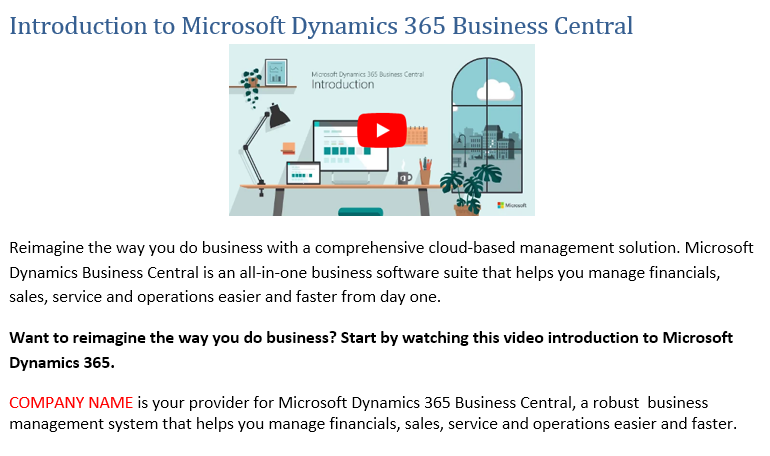 Introduction to Microsoft Dynamics 365 Business Central
Microsoft Dynamics 365 Business Central
Introduction
Microsoft
Reimagine the way you do business with a comprehensive cloud-based management solution. Microsoft
Dynamics Business Central is an all-in-one business software suite that helps you manage financials,
sales, service and operations easier and faster from day one.
Want to reimagine the way you do business? Start by watching this video introduction to Microsoft
Dynamics 365.
COMPANY NAME is your provider for Microsoft Dynamics 365 Business Central, a robust  business
management system that helps you manage financials, sales, service and operations easier and faster.